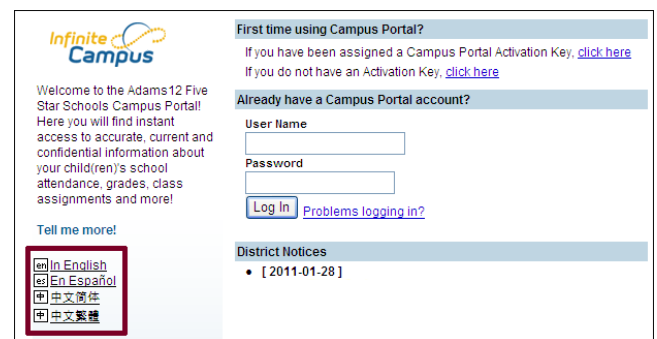 Infinite
Campus
Welcome to the Adams12 Five
Star Schools Campus Portal!
Here you will find instant
access to accurate, current and
confidential information about
your child(ren)'s school
attendance, grades, class
assignments and more!
Tell me more!
en In English
es En Español
中 中文简体
中 中文繁體
First time using Campus Portal?
If you have been assigned a Campus Portal Activation Key, click here
If you do not have an Activation Key, click here
Already have a Campus Portal account?
User Name
Password
Log In Problems logging in?
District Notices
• [ 2011-01-28 ]